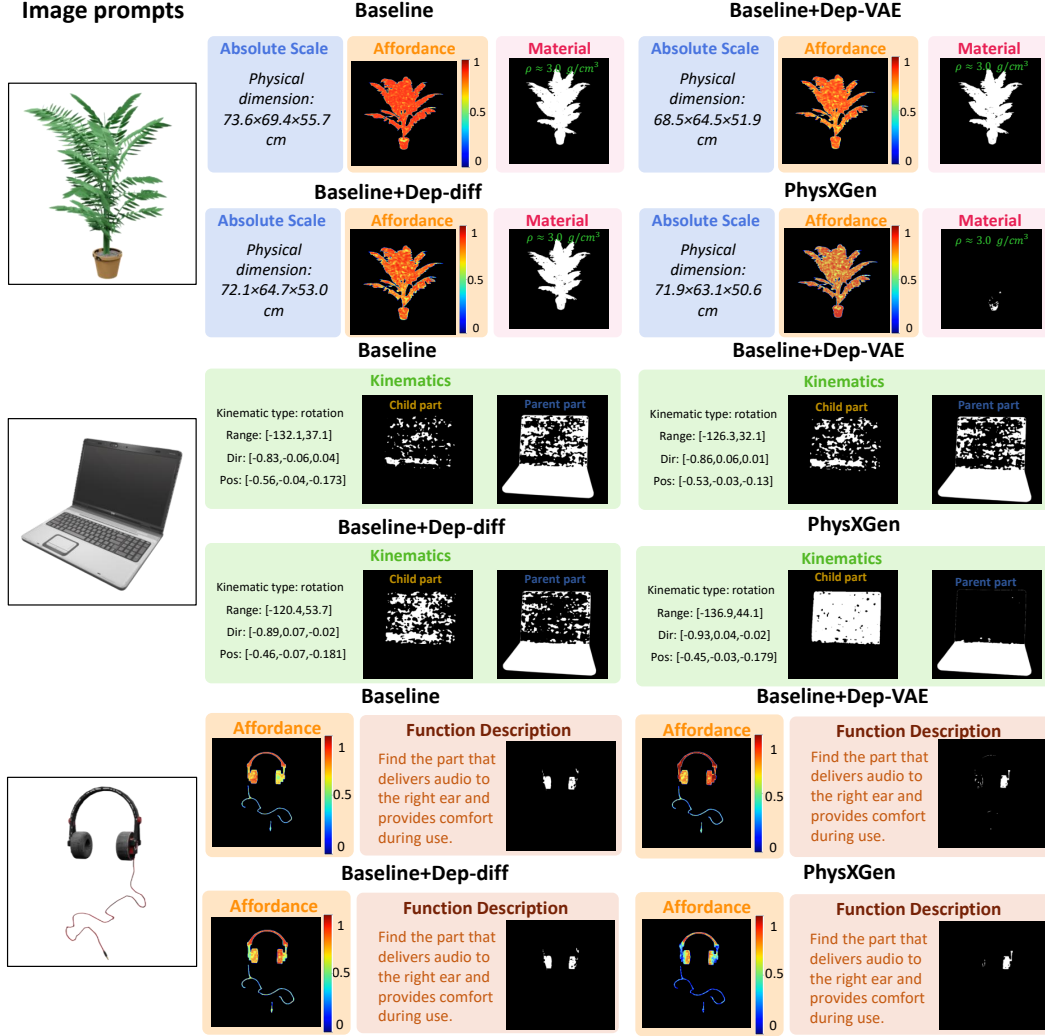 Image prompts
Baseline
Baseline+Dep-VAE
Absolute Scale
Physical
dimension:
73.6×69.4×55.7
cm
Affordance
1
0.5
0
Material
ρ ≈ 3.0 g/cm³
Absolute Scale
Physical
dimension:
68.5×64.5×51.9
cm
Affordance
1
0.5
0
Material
ρ ≈ 3.0 g/cm³
Baseline+Dep-diff
PhysXGen
Absolute Scale
Physical
dimension:
72.1×64.7×53.0
cm
Affordance
1
0.5
0
Material
ρ ≈ 3.0 g/cm³
Absolute Scale
Physical
dimension:
71.9×63.1×50.6
cm
Affordance
1
0.5
0
Material
ρ ≈ 3.0 g/cm³
Baseline
Baseline+Dep-VAE
Kinematics
Kinematic type: rotation
Range: [-132.1,37.1]
Dir: [-0.83,-0.06,0.04]
Pos: [-0.56,-0.04,-0.173]
Child part
Parent part
Kinematics
Kinematic type: rotation
Range: [-126.3,32.1]
Dir: [-0.86,0.06,0.01]
Pos: [-0.53,-0.03,-0.13]
Child part
Parent part
Baseline+Dep-diff
PhysXGen
Kinematics
Kinematic type: rotation
Range: [-120.4,53.7]
Dir: [-0.89,0.07,-0.02]
Pos: [-0.46,-0.07,-0.181]
Child part
Parent part
Kinematics
Kinematic type: rotation
Range: [-136.9,44.1]
Dir: [-0.93,0.04,-0.02]
Pos: [-0.45,-0.03,-0.179]
Child part
Parent part
Baseline
Baseline+Dep-VAE
Affordance
1
0.5
0
Function Description
Find the part that
delivers audio to
the right ear and
provides comfort
during use.
Affordance
1
0.5
0
Function Description
Find the part that
delivers audio to
the right ear and
provides comfort
during use.
Baseline+Dep-diff
PhysXGen
Affordance
1
0.5
0
Function Description
Find the part that
delivers audio to
the right ear and
provides comfort
during use.
Affordance
1
0.5
0
Function Description
Find the part that
delivers audio to
the right ear and
provides comfort
during use.